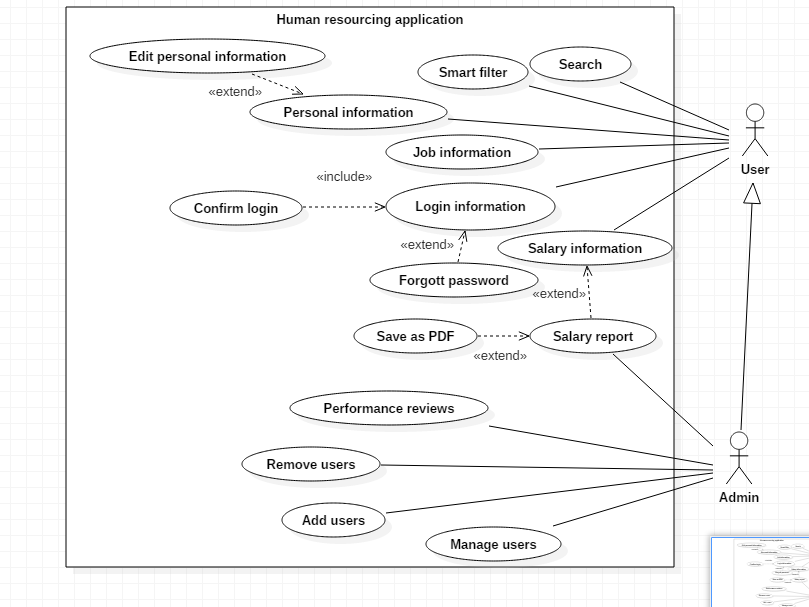 Human resourcing application
Edit personal information
Smart filter
Search
«extend»
Personal information
Job information
User
«include»
Confirm login
Login information
«extend»
Salary information
Forgott password
«extend»
Save as PDF
Salary report
«extend»
Performance reviews
Remove users
Admin
Add users
Manage users